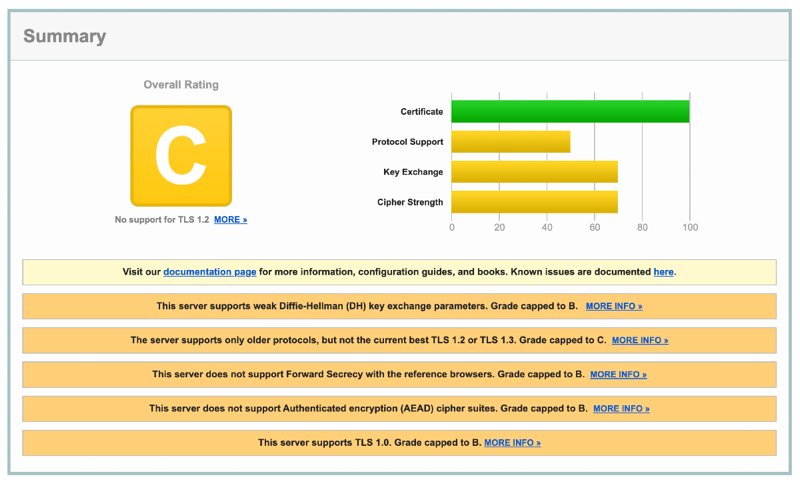 Summary
Overall Rating
C
No support for TLS 1.2 MORE »
Certificate
Protocol Support
Key Exchange
Cipher Strength
0 20 40 60 80 100
Visit our documentation page for more information, configuration guides, and books. Known issues are documented here.
This server supports weak Diffie-Hellman (DH) key exchange parameters. Grade capped to B. MORE INFO »
The server supports only older protocols, but not the current best TLS 1.2 or TLS 1.3. Grade capped to C. MORE INFO »
This server does not support Forward Secrecy with the reference browsers. Grade capped to B. MORE INFO »
This server does not support Authenticated encryption (AEAD) cipher suites. Grade capped to B. MORE INFO »
This server supports TLS 1.0. Grade capped to B. MORE INFO »